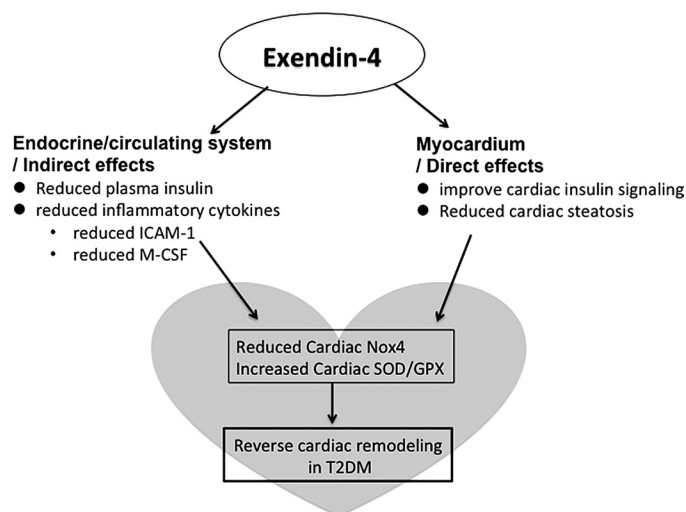 Exendin-4
Endocrine/circulating system
/ Indirect effects
● Reduced plasma insulin
● reduced inflammatory cytokines
• reduced ICAM-1
• reduced M-CSF
Myocardium
/ Direct effects
● improve cardiac insulin signaling
● Reduced cardiac steatosis
Reduced Cardiac Nox4
Increased Cardiac SOD/GPX
Reverse cardiac remodeling
in T2DM